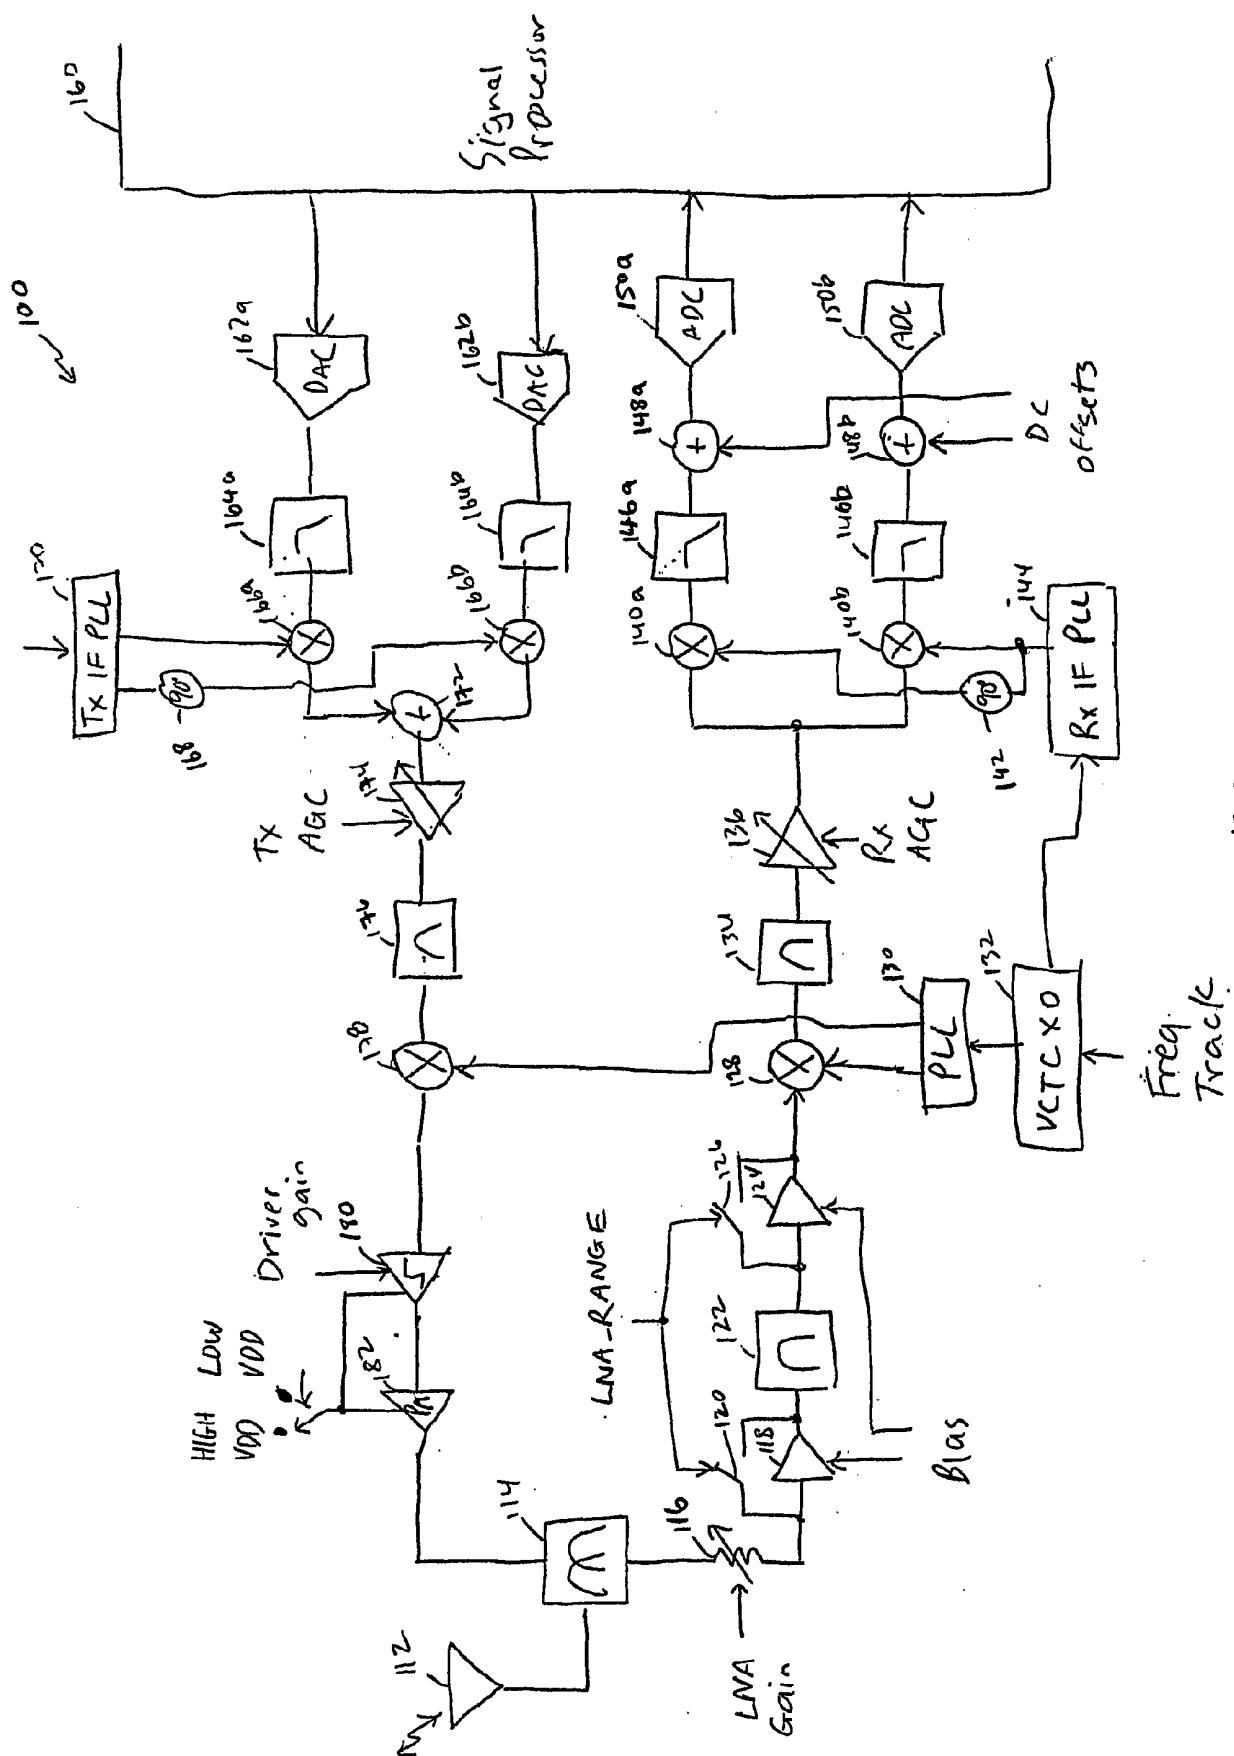 100
160
Signal
Processor
162a
DAC
162b
DAC
150a
ADC
150b
ADC
148a
+
148b
+
DC
Offsets
164a
164b
146a
146b
170
Tx IF PLL
166a
166b
168
90°
172
+
140a
140b
142
90°
144
Rx IF PLL
Tx
AGC
174
136
Rx
AGC
176
134
178
128
130
PLL
132
VCTCXO
Freq.
Track
Driver
gain
180
HIGH
VDD
LOW
VDD
182
PA
LNA_RANGE
126
124
122
120
118
Bias
114
116
112
LNA
Gain